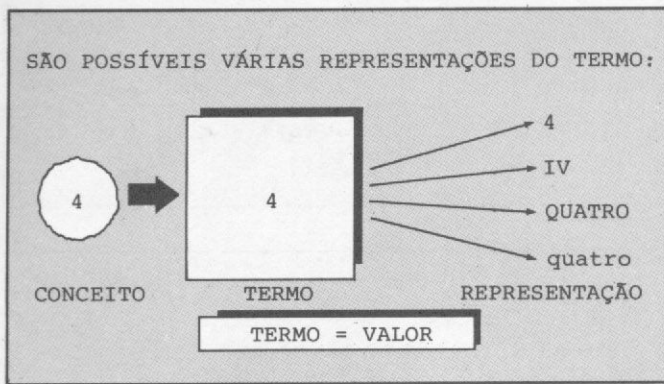 SÃO POSSÍVEIS VÁRIAS REPRESENTAÇÕES DO TERMO:
4
4
4
IV
QUATRO
quatro
CONCEITO TERMO REPRESENTAÇÃO
TERMO = VALOR